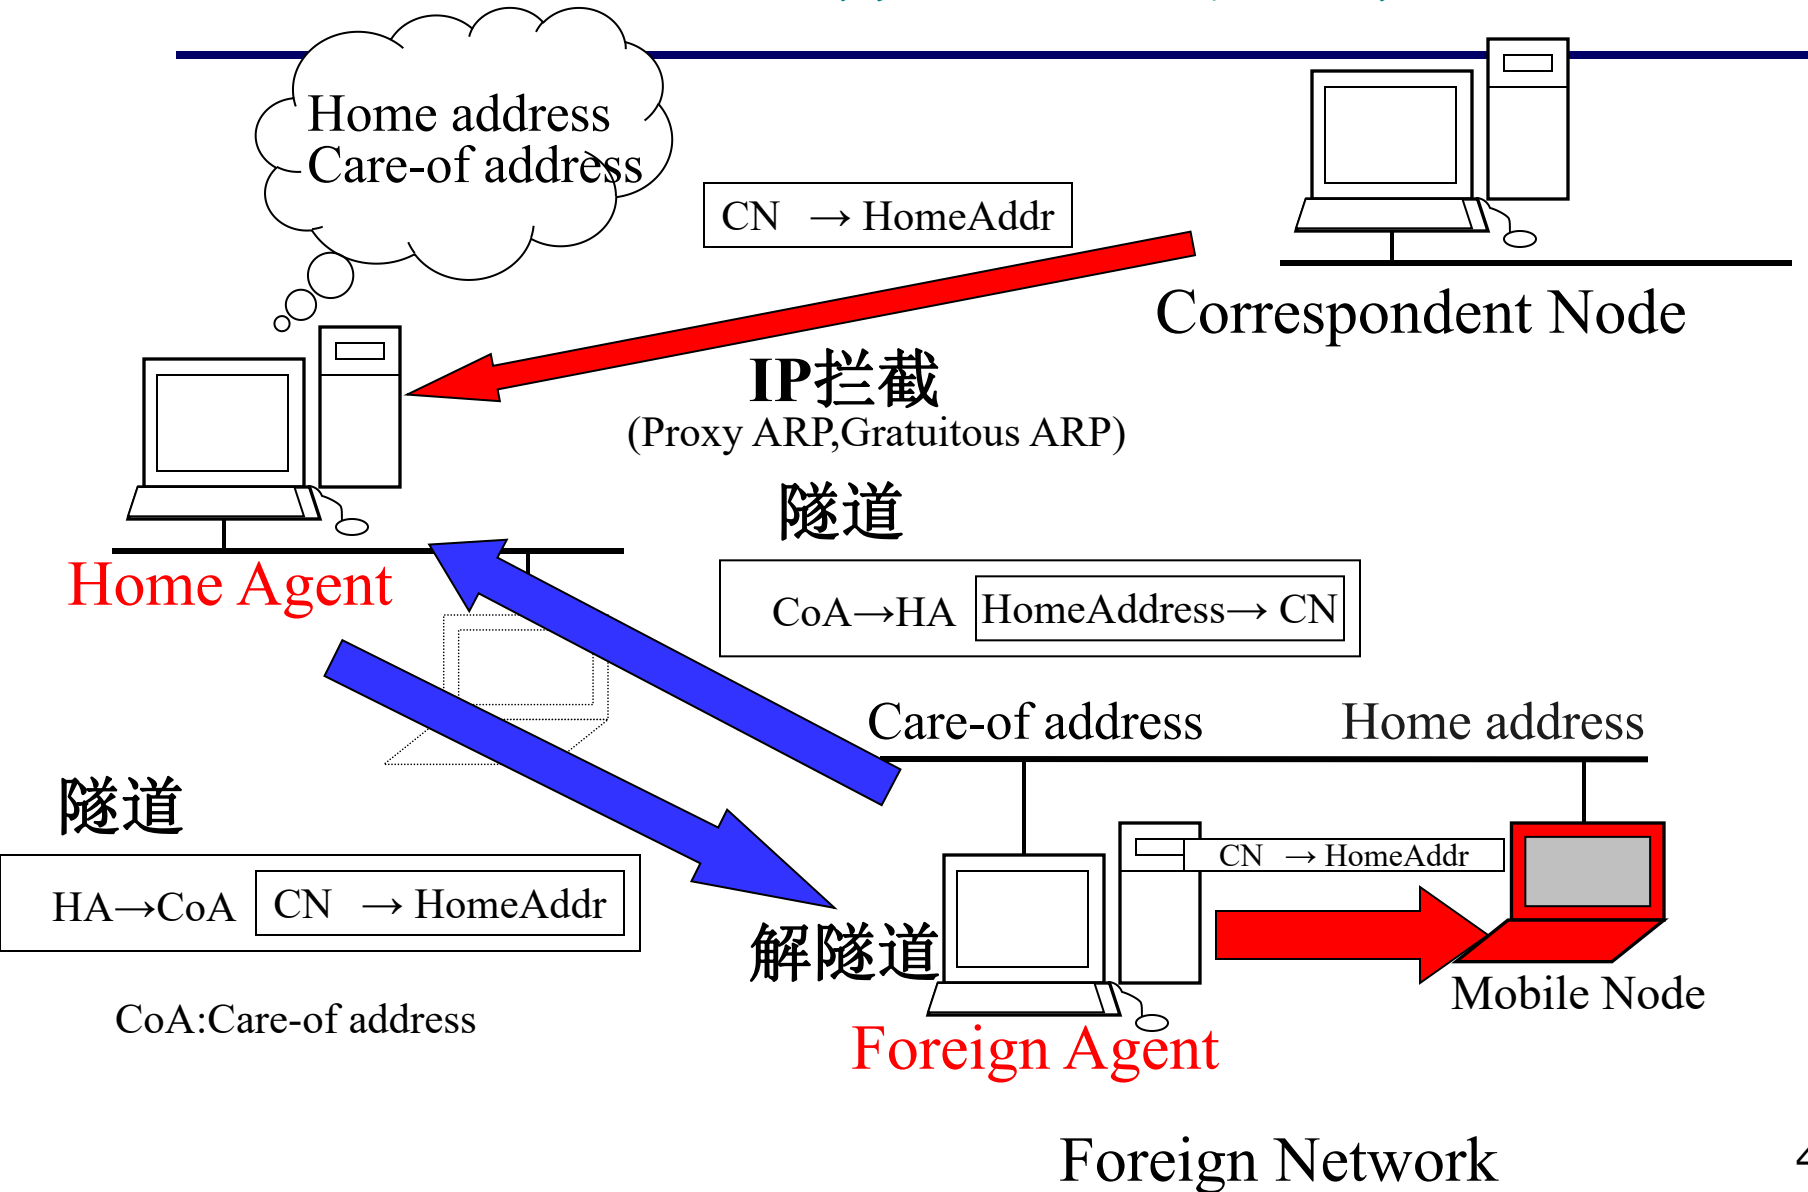 Home address
Care-of address
CN → HomeAddr
Correspondent Node
IP拦截
(Proxy ARP,Gratuitous ARP)
隧道
Home Agent
CoA→HA HomeAddress→ CN
Care-of address
Home address
隧道
HA→CoA CN → HomeAddr
CN → HomeAddr
解隧道
Mobile Node
CoA:Care-of address
Foreign Agent
Foreign Network